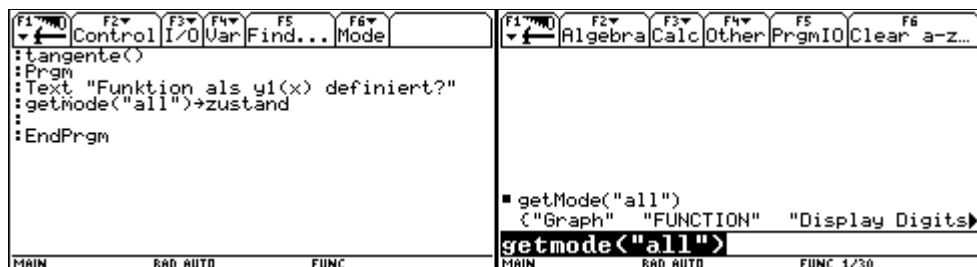 F1 F2 F3 F4 F5 F6
Control I/O Var Find... Mode
:tangente()
:Prgm
:Text "Funktion als y1(x) definiert?"
:getMode("all")→zustand
:
:EndPrgm
MAIN RAD AUTO FUNC
F1 F2 F3 F4 F5 F6
Algebra Calc Other PrgmIO Clear a-z…
▪ getMode("all")
{"Graph" "FUNCTION" "Display Digits
getmode("all")
MAIN RAD AUTO FUNC 1/30